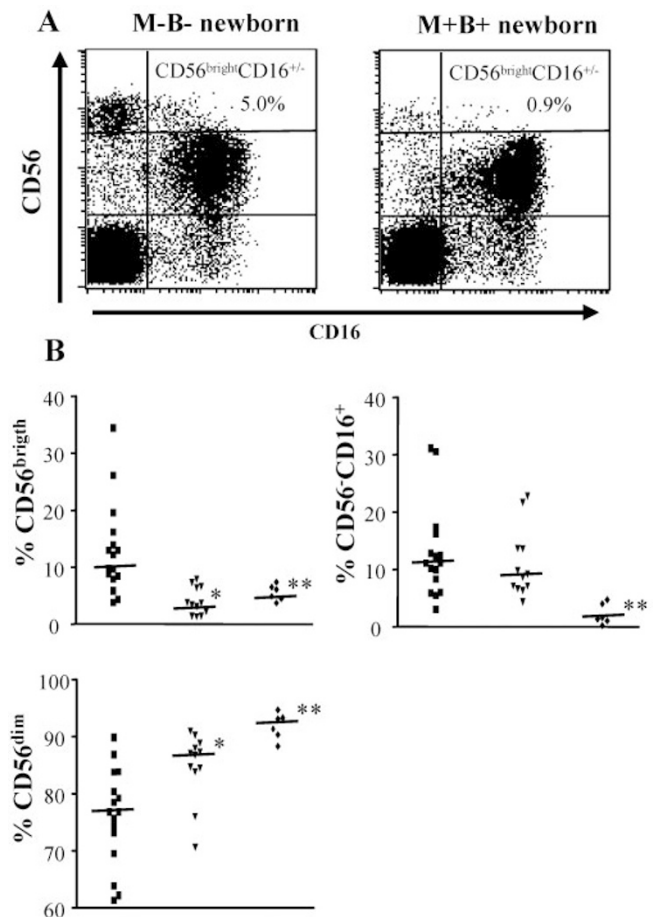 A
M-B- newborn
M+B+ newborn
CD56brightCD16+/-
5.0%
CD56brightCD16+/-
0.9%
CD56
CD16
B
% CD56brigth
40
30
20
10
0
*
**
% CD56-CD16+
40
30
20
10
0
**
% CD56dim
100
90
80
70
60
*
**